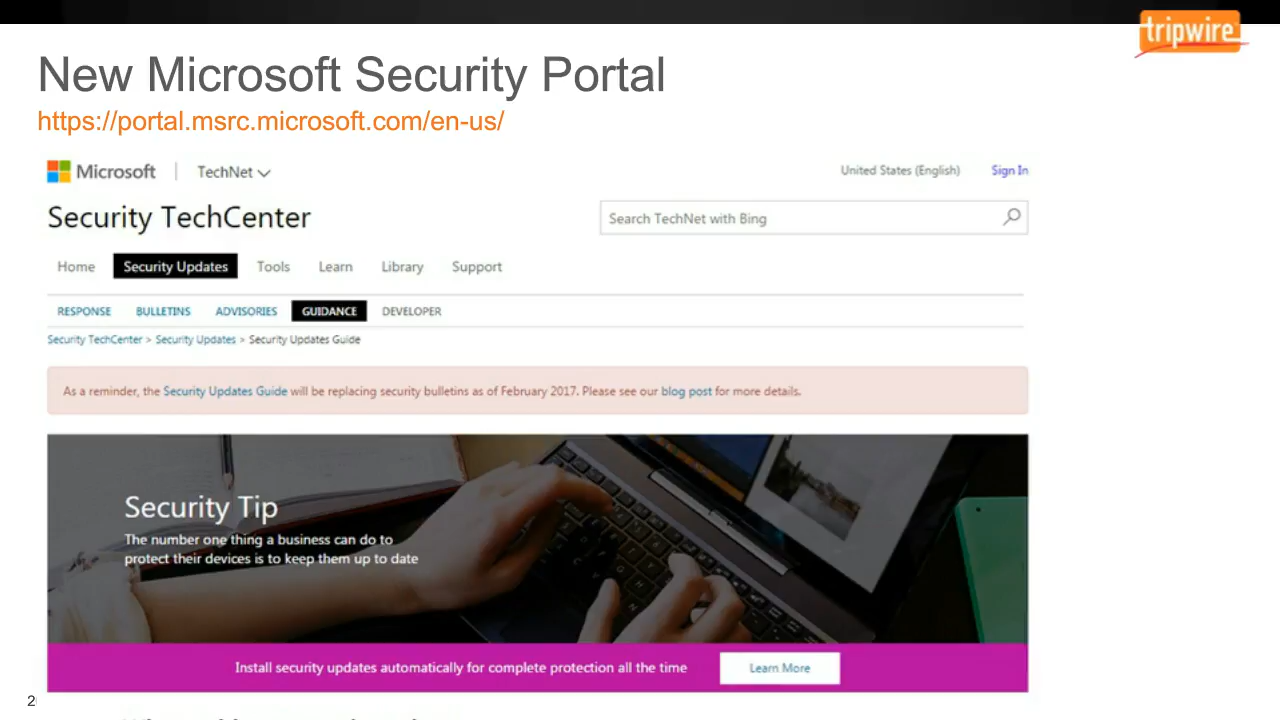 tripwire
New Microsoft Security Portal
https://portal.msrc.microsoft.com/en-us/
Microsoft TechNet United States (English) Sign In
Security TechCenter Search TechNet with Bing
Home Security Updates Tools Learn Library Support
RESPONSE BULLETINS ADVISORIES GUIDANCE DEVELOPER
Security TechCenter > Security Updates > Security Updates Guide
As a reminder, the Security Updates Guide will be replacing security bulletins as of February 2017. Please see our blog post for more details.
Security Tip
The number one thing a business can do to
protect their devices is to keep them up to date
Install security updates automatically for complete protection all the time Learn More
2